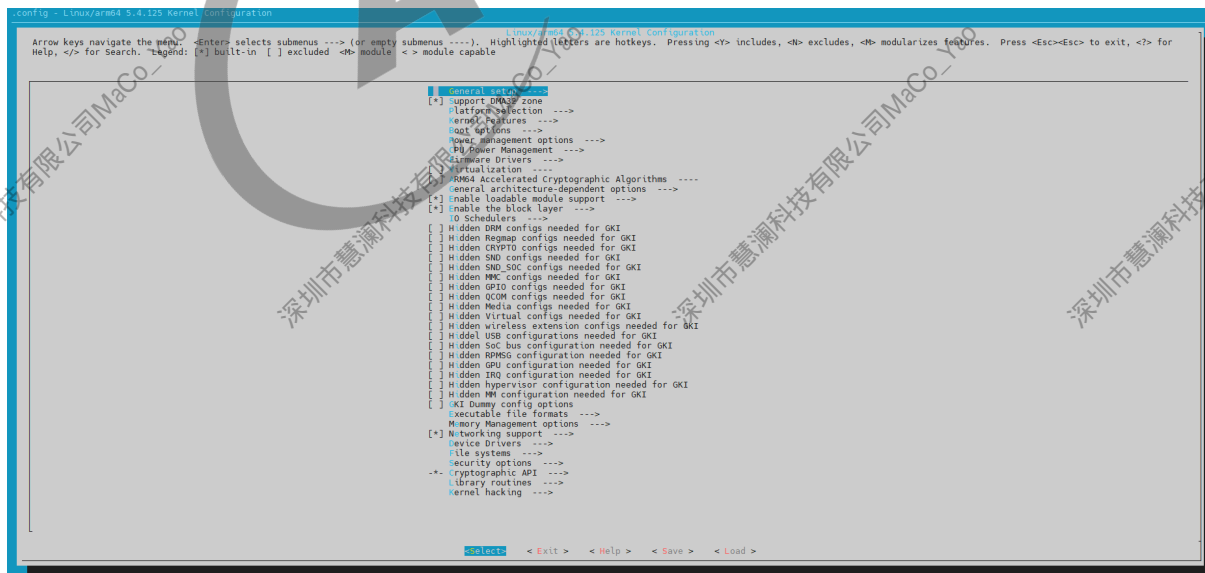 .config - Linux/arm64 5.4.125 Kernel Configuration
Linux/arm64 5.4.125 Kernel Configuration
Arrow keys navigate the menu. <Enter> selects submenus ---> (or empty submenus ----). Highlighted letters are hotkeys. Pressing <Y> includes, <N> excludes, <M> modularizes features. Press <Esc><Esc> to exit, <?> for
Help, </> for Search. Legend: [*] built-in [ ] excluded <M> module < > module capable
General setup --->
[*] Support DMA32 zone
Platform selection --->
Kernel Features --->
Boot options --->
Power management options --->
CPU Power Management --->
Firmware Drivers --->
[ ] Virtualization ----
[ ] ARM64 Accelerated Cryptographic Algorithms ----
General architecture-dependent options --->
[*] Enable loadable module support --->
[*] Enable the block layer --->
IO Schedulers --->
[ ] Hidden DRM configs needed for GKI
[ ] Hidden Regmap configs needed for GKI
[ ] Hidden CRYPTO configs needed for GKI
[ ] Hidden SND configs needed for GKI
[ ] Hidden SND_SOC configs needed for GKI
[ ] Hidden MMC configs needed for GKI
[ ] Hidden GPIO configs needed for GKI
[ ] Hidden QCOM configs needed for GKI
[ ] Hidden Media configs needed for GKI
[ ] Hidden Virtual configs needed for GKI
[ ] Hidden wireless extension configs needed for GKI
[ ] Hiddel USB configurations needed for GKI
[ ] Hidden SoC bus configuration needed for GKI
[ ] Hidden RPMSG configuration needed for GKI
[ ] Hidden GPU configuration needed for GKI
[ ] Hidden IRQ configuration needed for GKI
[ ] Hidden hypervisor configuration needed for GKI
[ ] Hidden MM configuration needed for GKI
[ ] GKI Dummy config options
Executable file formats --->
Memory Management options --->
[*] Networking support --->
Device Drivers --->
File systems --->
Security options --->
-*- Cryptographic API --->
Library routines --->
Kernel hacking --->
<Select> < Exit > < Help > < Save > < Load >
技有限公司MaCo_Yao
深圳市慧澜科技有限公司MaCo_Yao
深圳市慧澜科技有限公司MaCo_Yao
深圳市慧澜科技